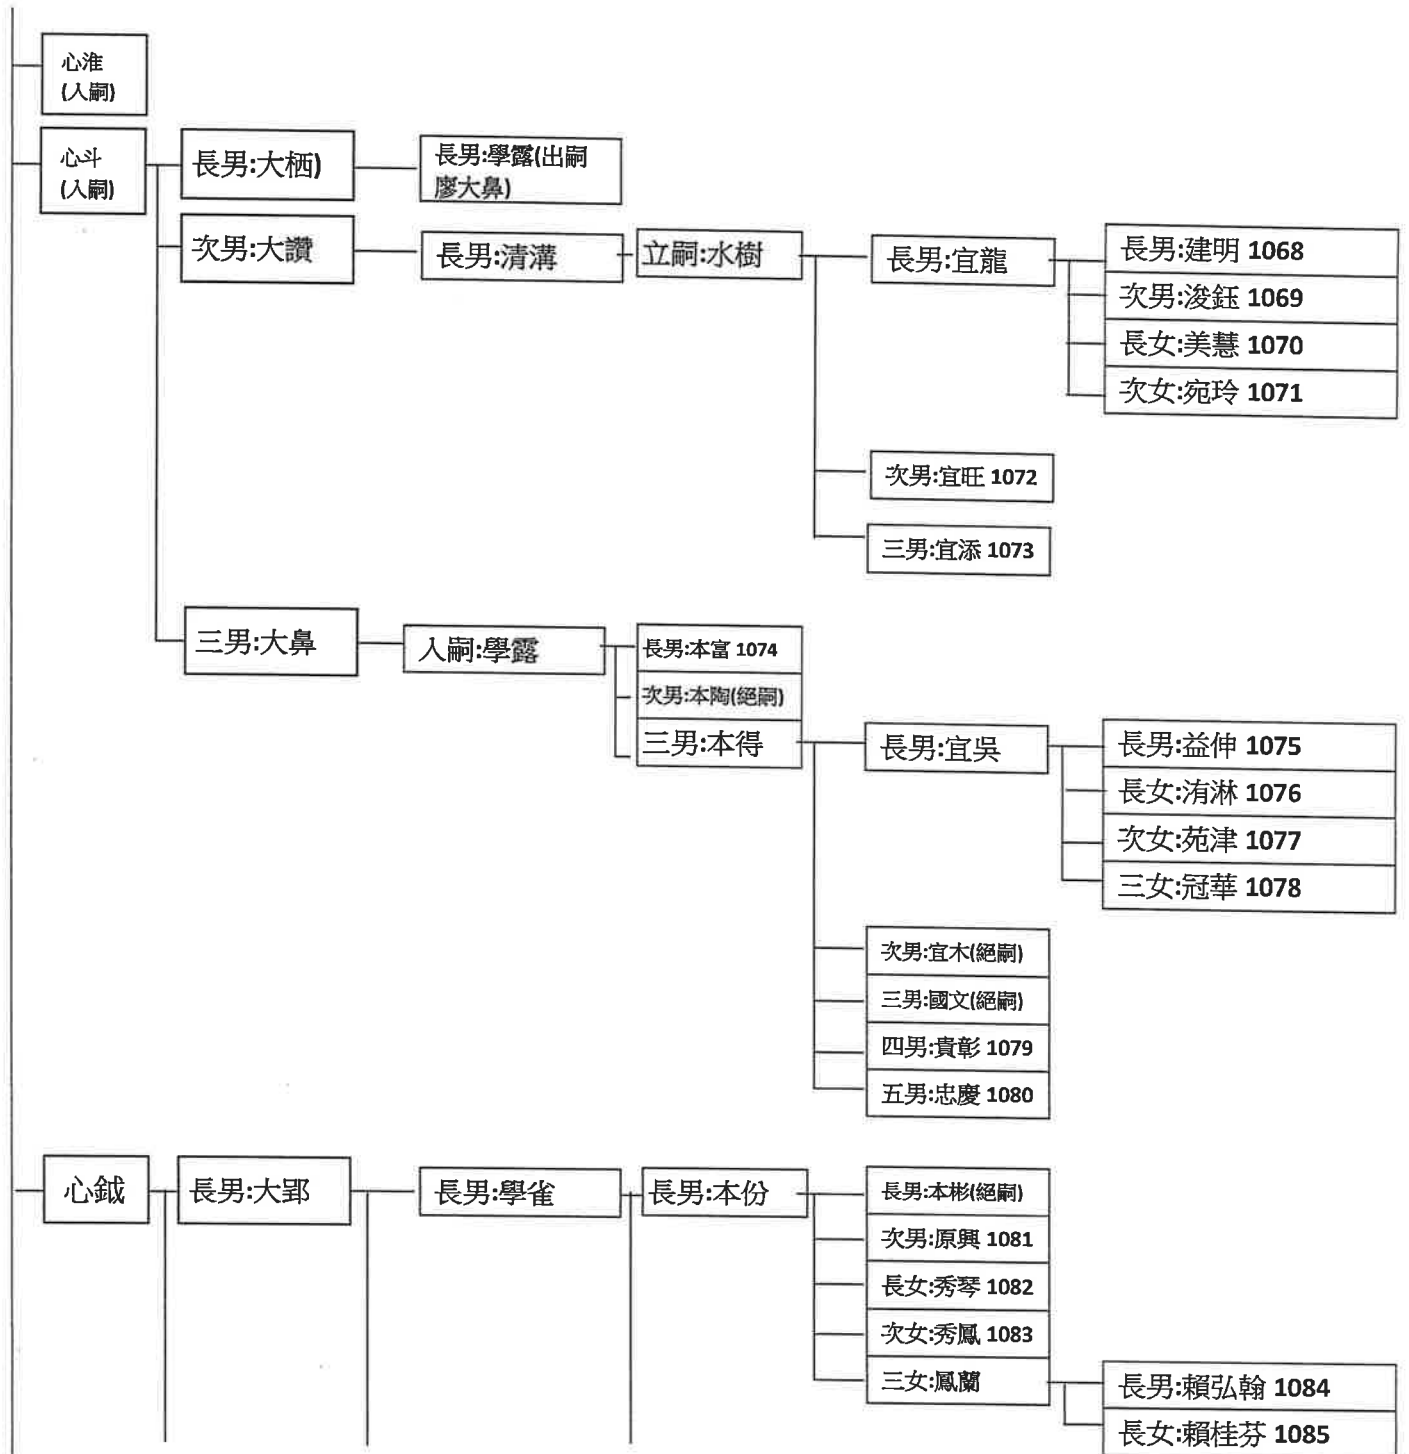 心淮
(入嗣)
心斗
(入嗣)
長男:大栖)
長男:學露(出嗣
廖大鼻)
次男:大讚
長男:清溝
立嗣:水樹
長男:宜龍
長男:建明 1068
次男:浚鈺 1069
長女:美慧 1070
次女:宛玲 1071
次男:宜旺 1072
三男:宜添 1073
三男:大鼻
入嗣:學露
長男:本富 1074
次男:本陶(絕嗣)
三男:本得
長男:宜吳
長男:益伸 1075
長女:洧淋 1076
次女:苑津 1077
三女:冠華 1078
次男:宜木(絕嗣)
三男:國文(絕嗣)
四男:貴彰 1079
五男:忠慶 1080
心鉞
長男:大郢
長男:學雀
長男:本份
長男:本彬(絕嗣)
次男:原興 1081
長女:秀琴 1082
次女:秀鳳 1083
三女:鳳蘭
長男:賴弘翰 1084
長女:賴桂芬 1085